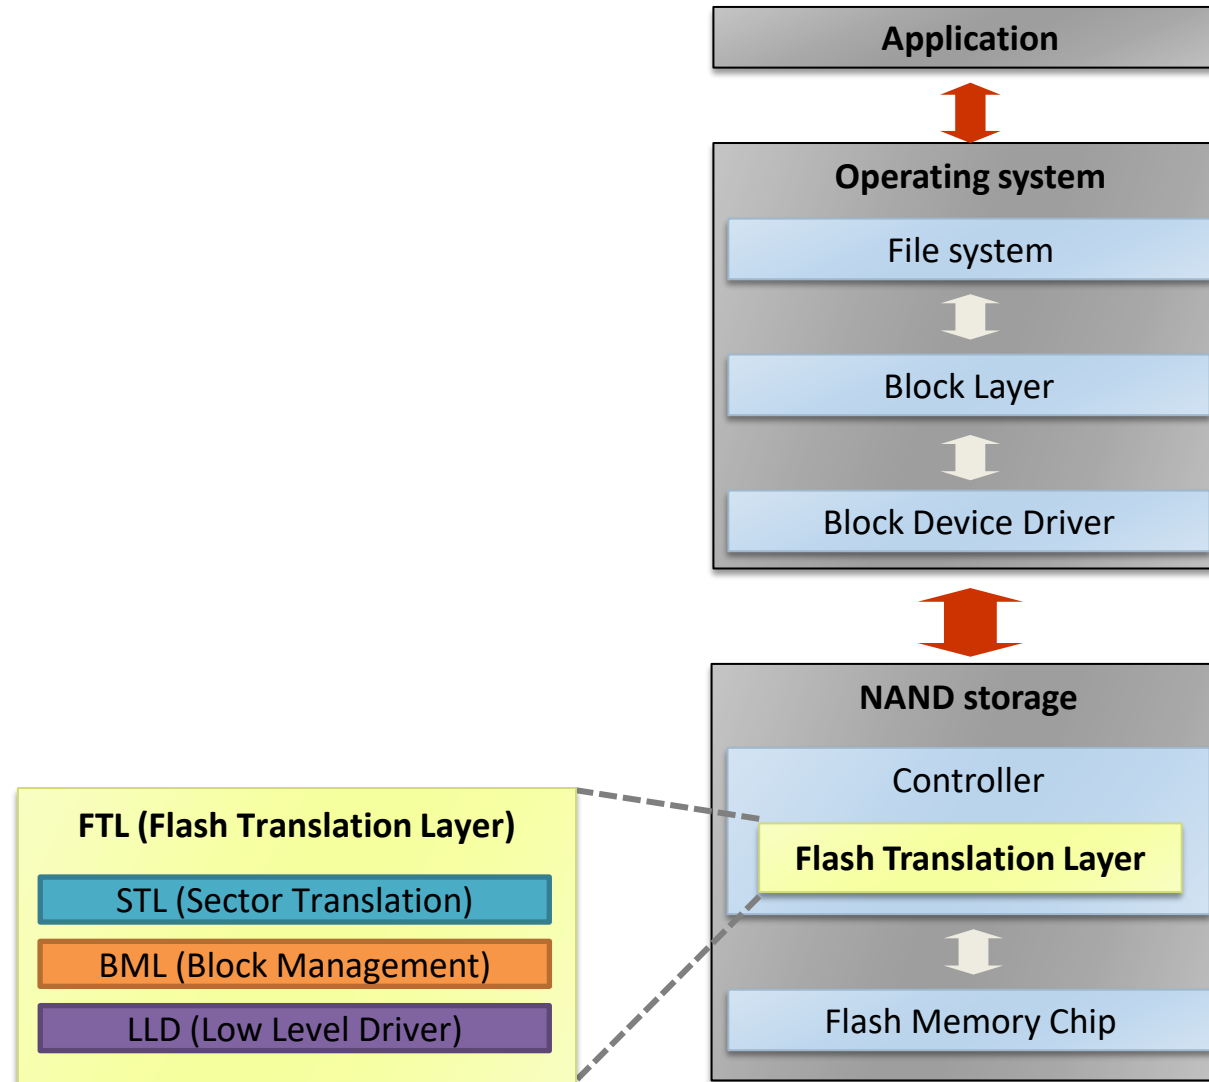 Application
Operating system
File system
Block Layer
Block Device Driver
NAND storage
Controller
Flash Translation Layer
Flash Memory Chip
FTL (Flash Translation Layer)
STL (Sector Translation)
BML (Block Management)
LLD (Low Level Driver)